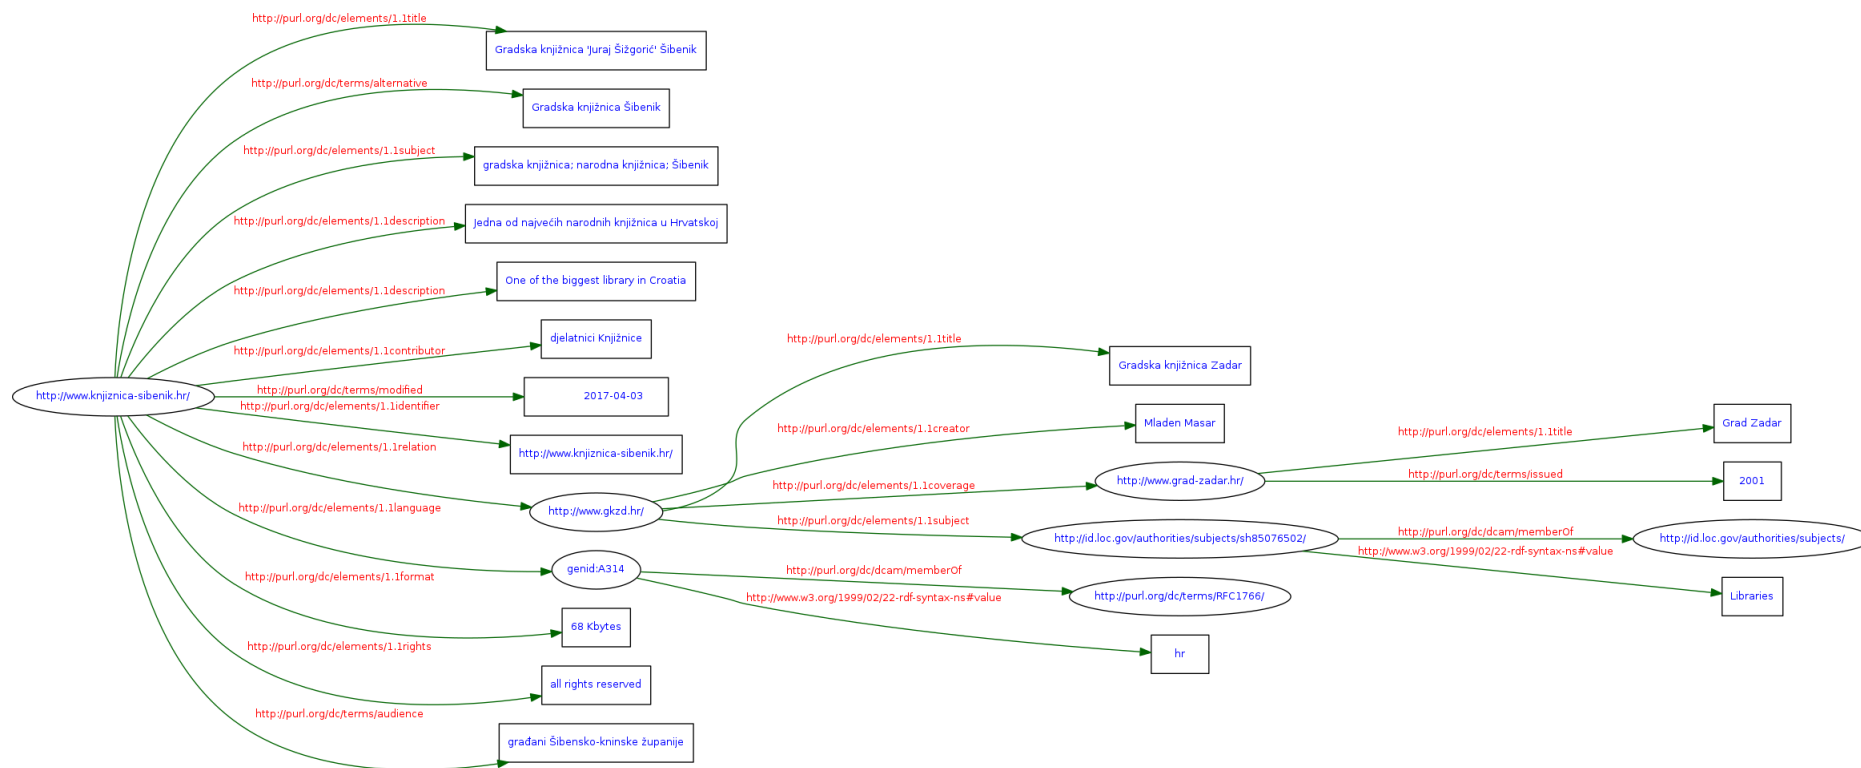 http://purl.org/dc/elements/1.1title
Gradska knjižnica 'Juraj Šižgorić' Šibenik
http://purl.org/dc/terms/alternative
Gradska knjižnica Šibenik
http://purl.org/dc/elements/1.1subject
gradska knjižnica; narodna knjižnica; Šibenik
http://purl.org/dc/elements/1.1description
Jedna od najvećih narodnih knjižnica u Hrvatskoj
http://purl.org/dc/elements/1.1description
One of the biggest library in Croatia
http://purl.org/dc/elements/1.1contributor
djelatnici Knjižnice
http://www.knjiznica-sibenik.hr/
http://purl.org/dc/terms/modified
2017-04-03
http://purl.org/dc/elements/1.1identifier
http://www.knjiznica-sibenik.hr/
http://purl.org/dc/elements/1.1relation
http://www.gkzd.hr/
http://purl.org/dc/elements/1.1language
genid:A314
http://purl.org/dc/elements/1.1format
68 Kbytes
http://purl.org/dc/elements/1.1rights
all rights reserved
http://purl.org/dc/terms/audience
građani Šibensko-kninske županije
http://purl.org/dc/elements/1.1title
Gradska knjižnica Zadar
http://purl.org/dc/elements/1.1creator
Mladen Masar
http://purl.org/dc/elements/1.1coverage
http://www.grad-zadar.hr/
http://purl.org/dc/elements/1.1subject
http://id.loc.gov/authorities/subjects/sh85076502/
http://purl.org/dc/dcam/memberOf
http://purl.org/dc/terms/RFC1766/
http://www.w3.org/1999/02/22-rdf-syntax-ns#value
hr
http://purl.org/dc/elements/1.1title
Grad Zadar
http://purl.org/dc/terms/issued
2001
http://purl.org/dc/dcam/memberOf
http://id.loc.gov/authorities/subjects/
http://www.w3.org/1999/02/22-rdf-syntax-ns#value
Libraries